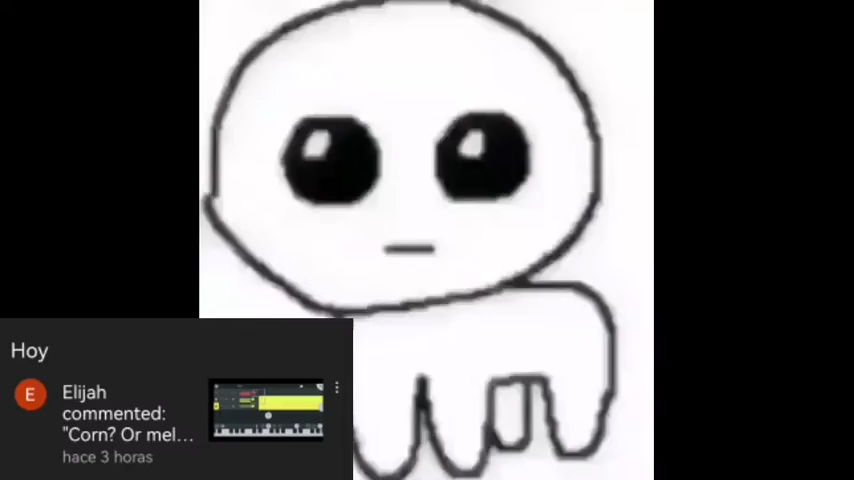 Hoy
E
Elijah
commented:
"Corn? Or mel...
hace 3 horas